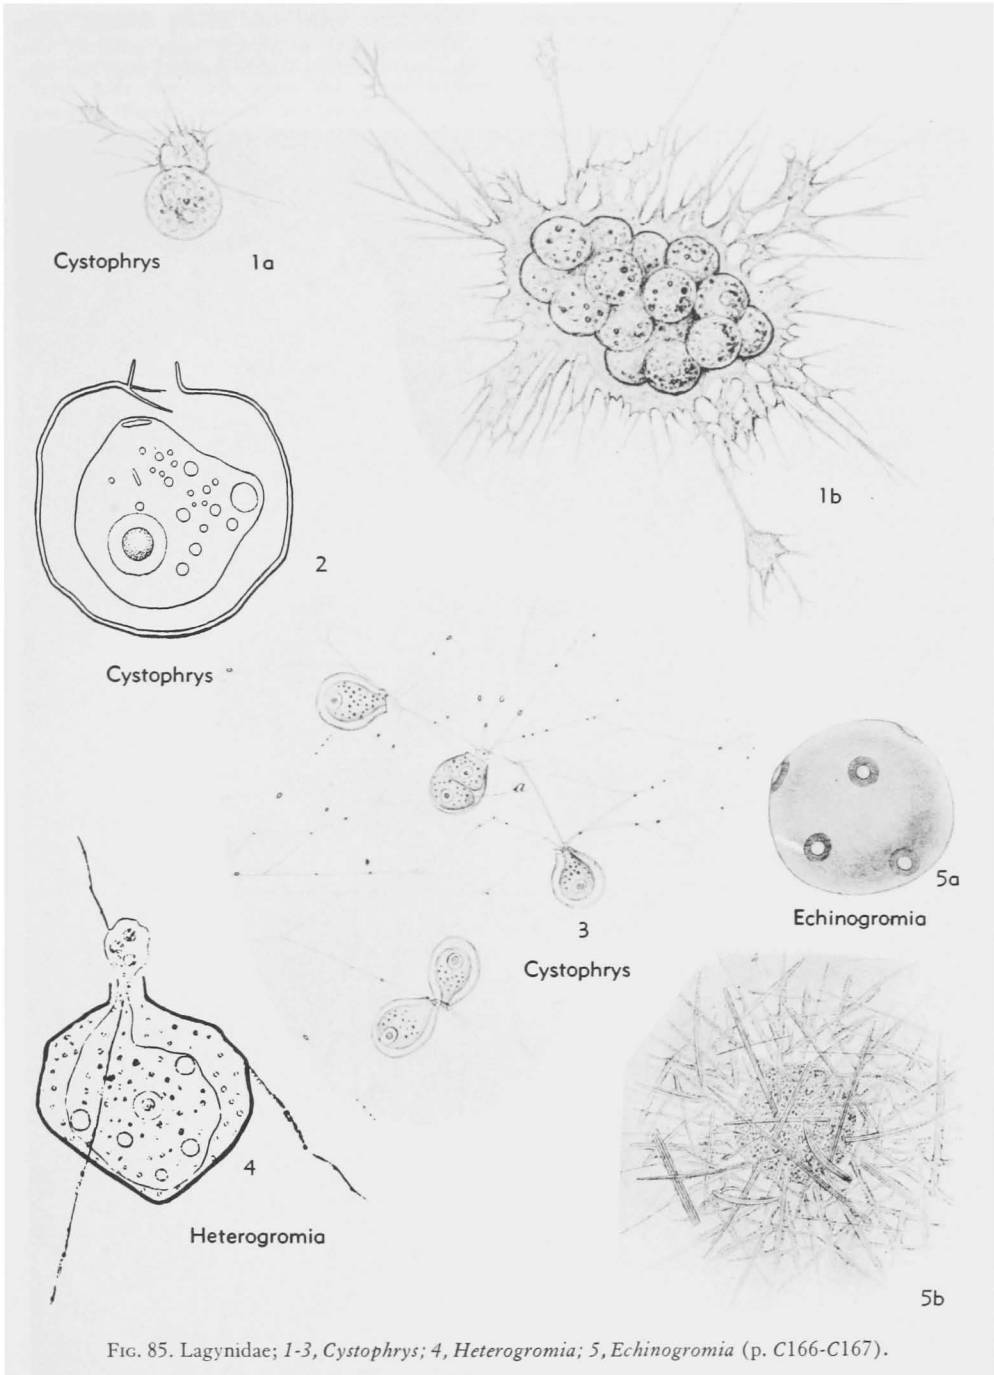 Cystophrys 1a
1b
2
Cystophrys
a
3
Cystophrys
5a
Echinogromia
4
Heterogromia
5b
FIG. 85. Lagynidae; 1-3, Cystophrys; 4, Heterogromia; 5, Echinogromia (p. C166-C167).